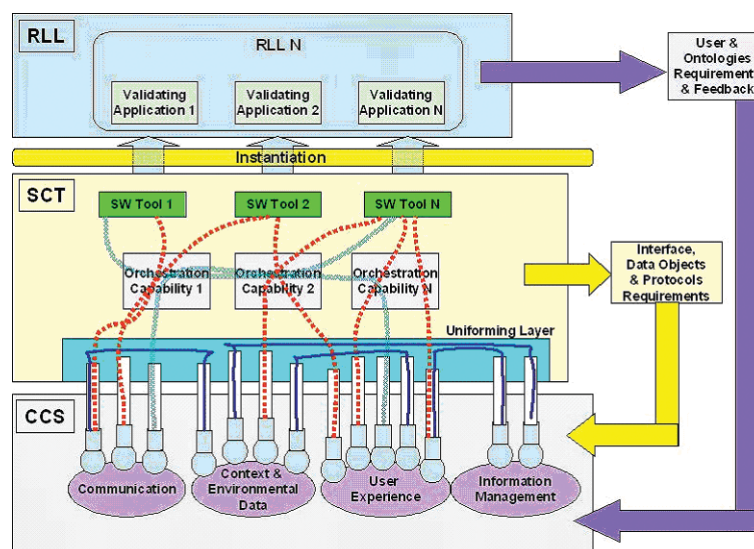 RLL
RLL N
Validating
Application 1
Validating
Application 2
Validating
Application N
User &
Ontologies
Requirements
& Feedback
Instantiation
SCT
SW Tool 1
SW Tool 2
SW Tool N
Orchestration
Capability 1
Orchestration
Capability 2
Orchestration
Capability N
Interface,
Data Objects
& Protocols
Requirements
Uniforming Layer
CCS
Communication
Context &
Environmental
Data
User
Experience
Information
Management